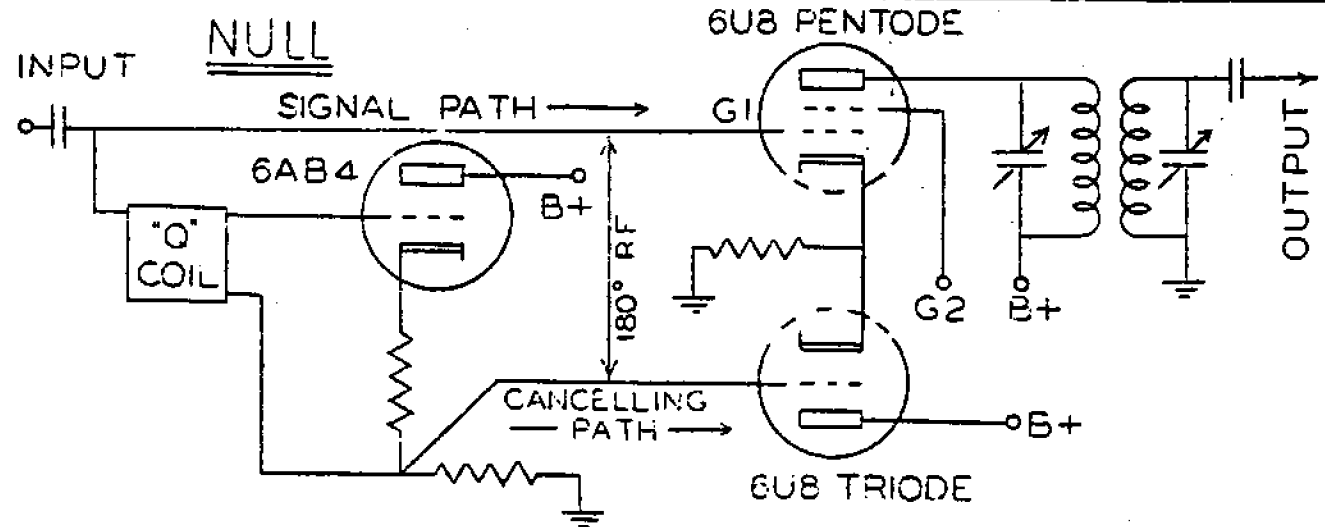 NULL
INPUT
6U8 PENTODE
SIGNAL PATH
G1
6AB4
B+
"Q"
COIL
180° RF
G2
B+
OUTPUT
CANCELLING
PATH
B+
6U8 TRIODE